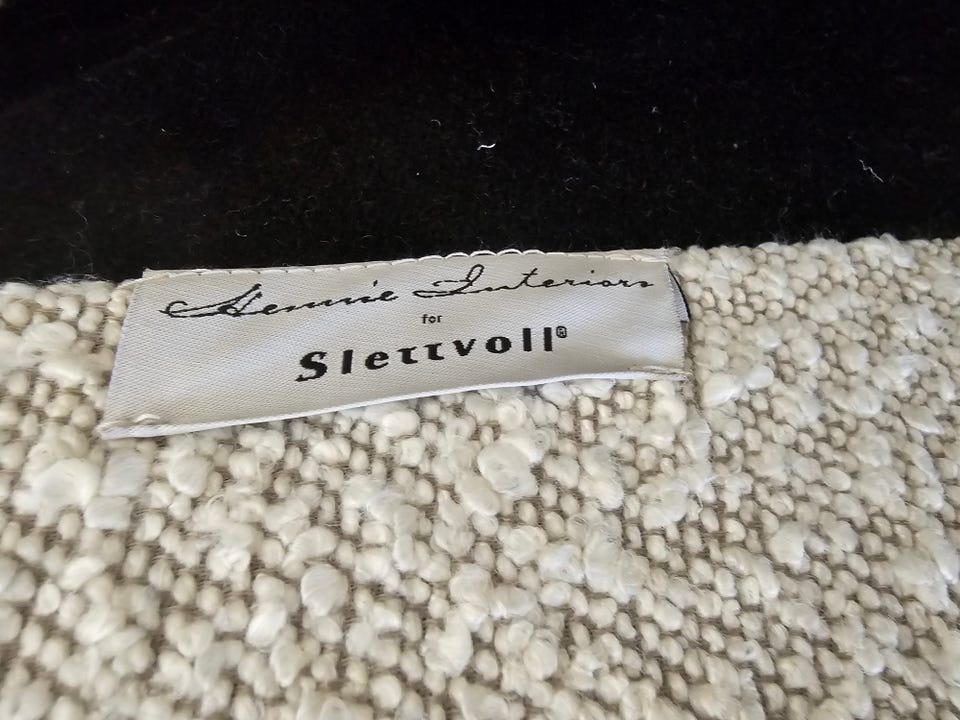 Hennie Interiors
for
Slettvoll®